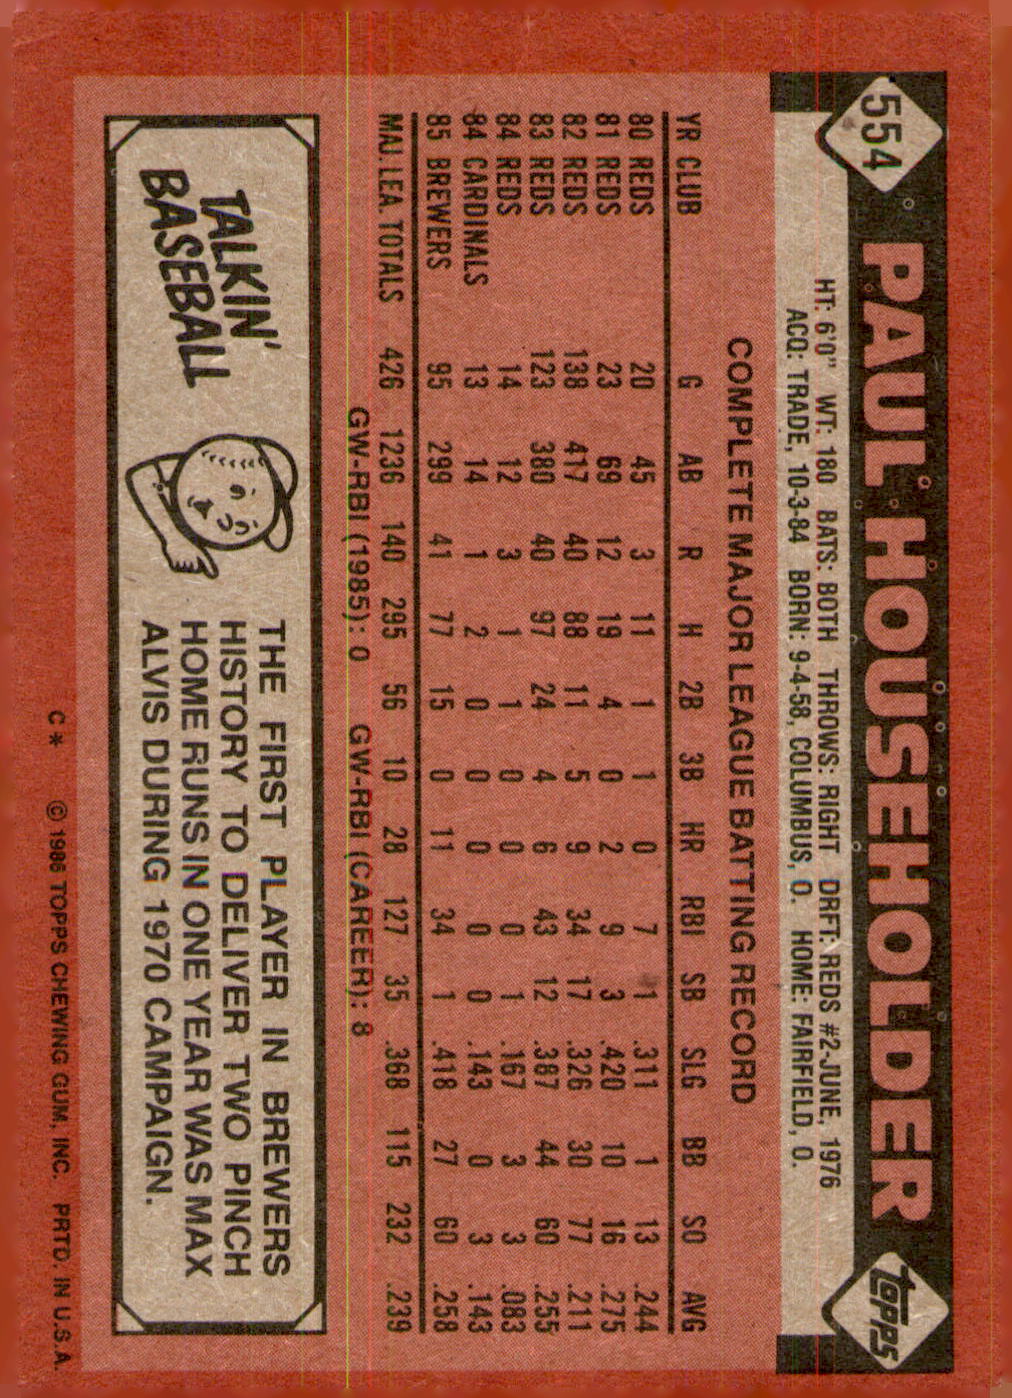 554 PAUL HOUSEHOLDER topps
HT: 6'0" WT: 180 BATS: BOTH THROWS: RIGHT DRFT: REDS #2-JUNE, 1976
ACQ: TRADE, 10-3-84 BORN: 9-4-58, COLUMBUS, O. HOME: FAIRFIELD, O.
COMPLETE MAJOR LEAGUE BATTING RECORD
YR CLUB G AB R H 2B 3B HR RBI SB SLG BB SO AVG
80 REDS 20 45 3 11 1 1 0 7 1 .311 1 13 .244
81 REDS 23 69 12 19 4 0 2 9 3 .420 10 16 .275
82 REDS 138 417 40 88 11 5 9 34 17 .326 30 77 .211
83 REDS 123 380 40 97 24 4 6 43 12 .387 44 60 .255
84 REDS 14 12 3 1 1 0 0 0 1 .167 3 3 .083
84 CARDINALS 13 14 1 2 0 0 0 0 0 .143 0 3 .143
85 BREWERS 95 299 41 77 15 0 11 34 1 .418 27 60 .258
MAJ. LEA. TOTALS 426 1236 140 295 56 10 28 127 35 .368 115 232 .239
GW-RBI (1985): 0 GW-RBI (CAREER): 8
TALKIN'
BASEBALL
THE FIRST PLAYER IN BREWERS
HISTORY TO DELIVER TWO PINCH
HOME RUNS IN ONE YEAR WAS MAX
ALVIS DURING 1970 CAMPAIGN.
C* © 1986 TOPPS CHEWING GUM, INC. PRTD. IN U.S.A.